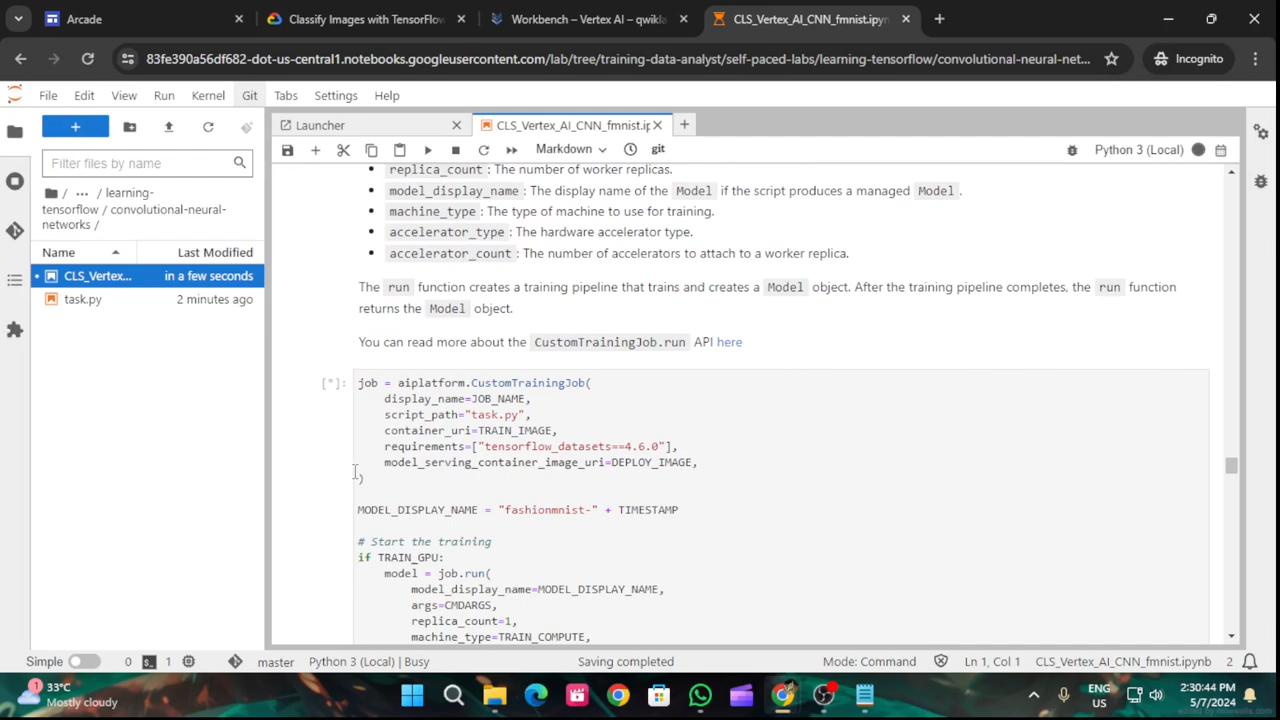 Arcade
Classify Images with TensorFlow
Workbench – Vertex AI – qwikla
CLS_Vertex_AI_CNN_fmnist.ipyn
83fe390a56df682-dot-us-central1.notebooks.googleusercontent.com/lab/tree/training-data-analyst/self-paced-labs/learning-tensorflow/convolutional-neural-net...
Incognito
File Edit View Run Kernel Git Tabs Settings Help
Launcher
CLS_Vertex_AI_CNN_fmnist.ip
Markdown
git
Python 3 (Local)
Filter files by name
/ ... / learning-
tensorflow / convolutional-neural-
networks /
Name Last Modified
CLS_Vertex... in a few seconds
task.py 2 minutes ago
replica_count : The number of worker replicas.
model_display_name : The display name of the Model if the script produces a managed Model .
machine_type : The type of machine to use for training.
accelerator_type : The hardware accelerator type.
accelerator_count : The number of accelerators to attach to a worker replica.
The run function creates a training pipeline that trains and creates a Model object. After the training pipeline completes, the run function
returns the Model object.
You can read more about the CustomTrainingJob.run API here
[*]:
job = aiplatform.CustomTrainingJob(
display_name=JOB_NAME,
script_path="task.py",
container_uri=TRAIN_IMAGE,
requirements=["tensorflow_datasets==4.6.0"],
model_serving_container_image_uri=DEPLOY_IMAGE,
)
MODEL_DISPLAY_NAME = "fashionmnist-" + TIMESTAMP
# Start the training
if TRAIN_GPU:
model = job.run(
model_display_name=MODEL_DISPLAY_NAME,
args=CMDARGS,
replica_count=1,
machine_type=TRAIN_COMPUTE,
Simple 0 1 master Python 3 (Local) | Busy Saving completed Mode: Command Ln 1, Col 1 CLS_Vertex_AI_CNN_fmnist.ipynb 2
1
33°C
Mostly cloudy
ENG
US
2:30:44 PM
5/7/2024